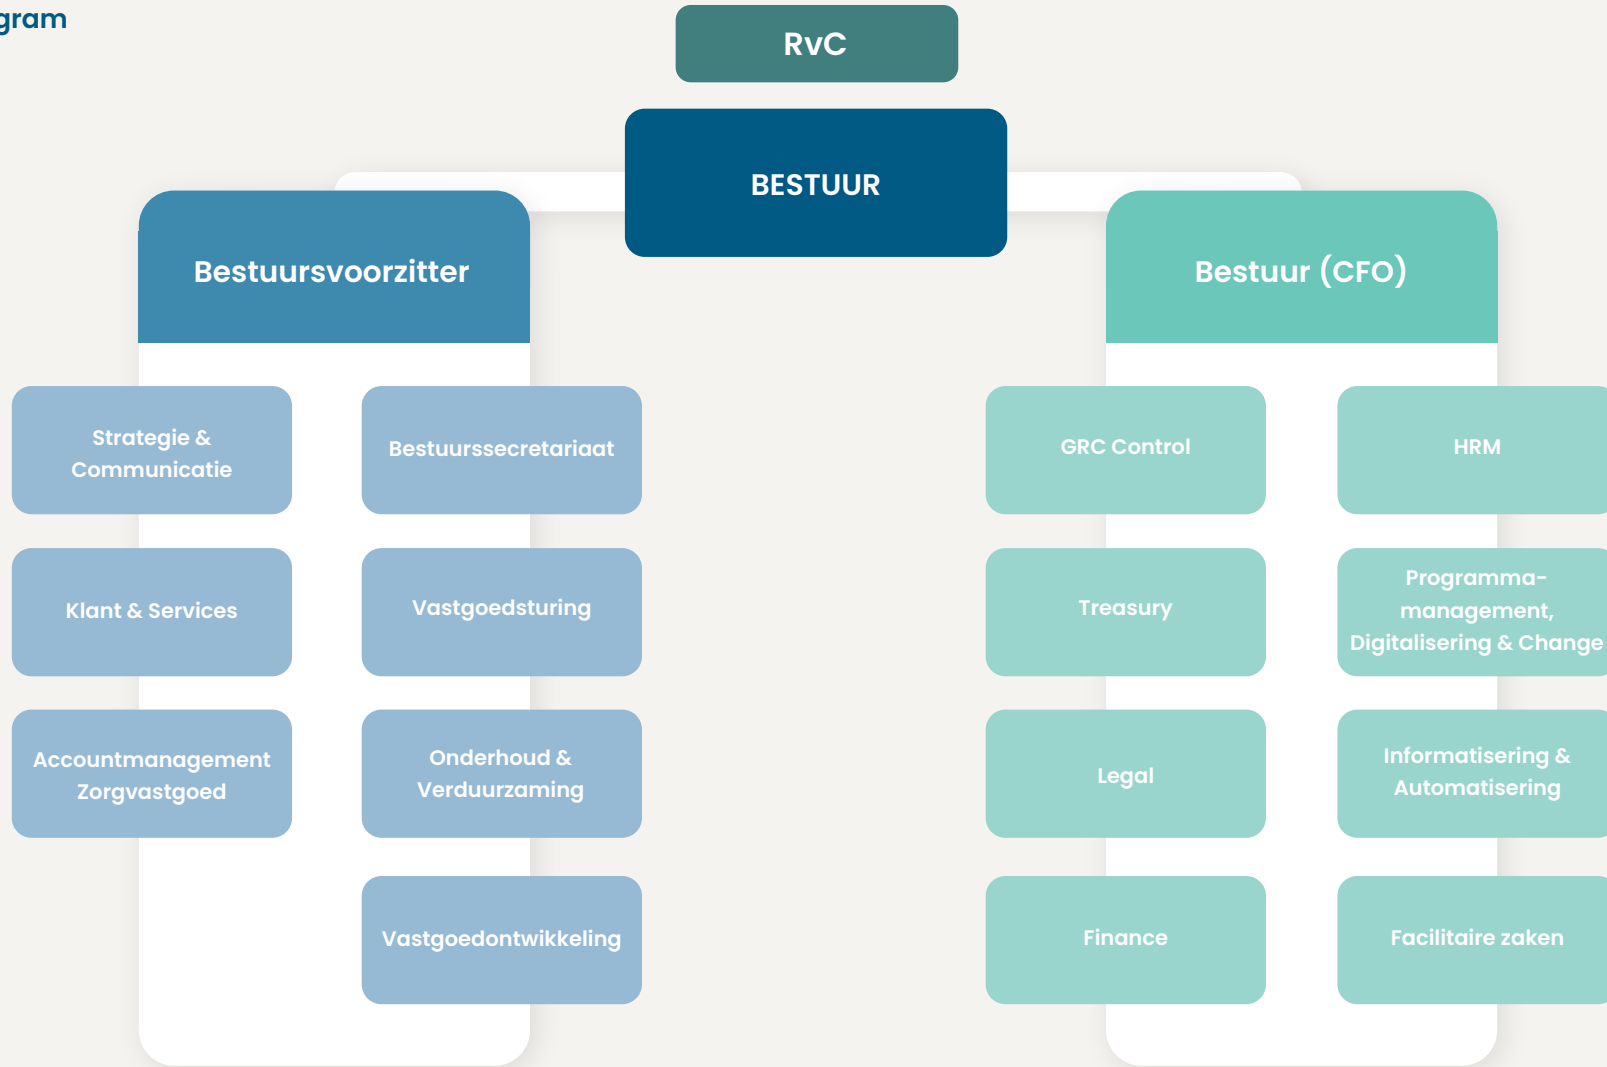 gram
RvC
BESTUUR
Bestuursvoorzitter
Bestuur (CFO)
Strategie &
Communicatie
Bestuurssecretariaat
Klant & Services
Vastgoedsturing
Accountmanagement
Zorgvastgoed
Onderhoud &
Verduurzaming
Vastgoedontwikkeling
GRC Control
HRM
Treasury
Programma-
management,
Digitalisering & Change
Legal
Informatisering &
Automatisering
Finance
Facilitaire zaken